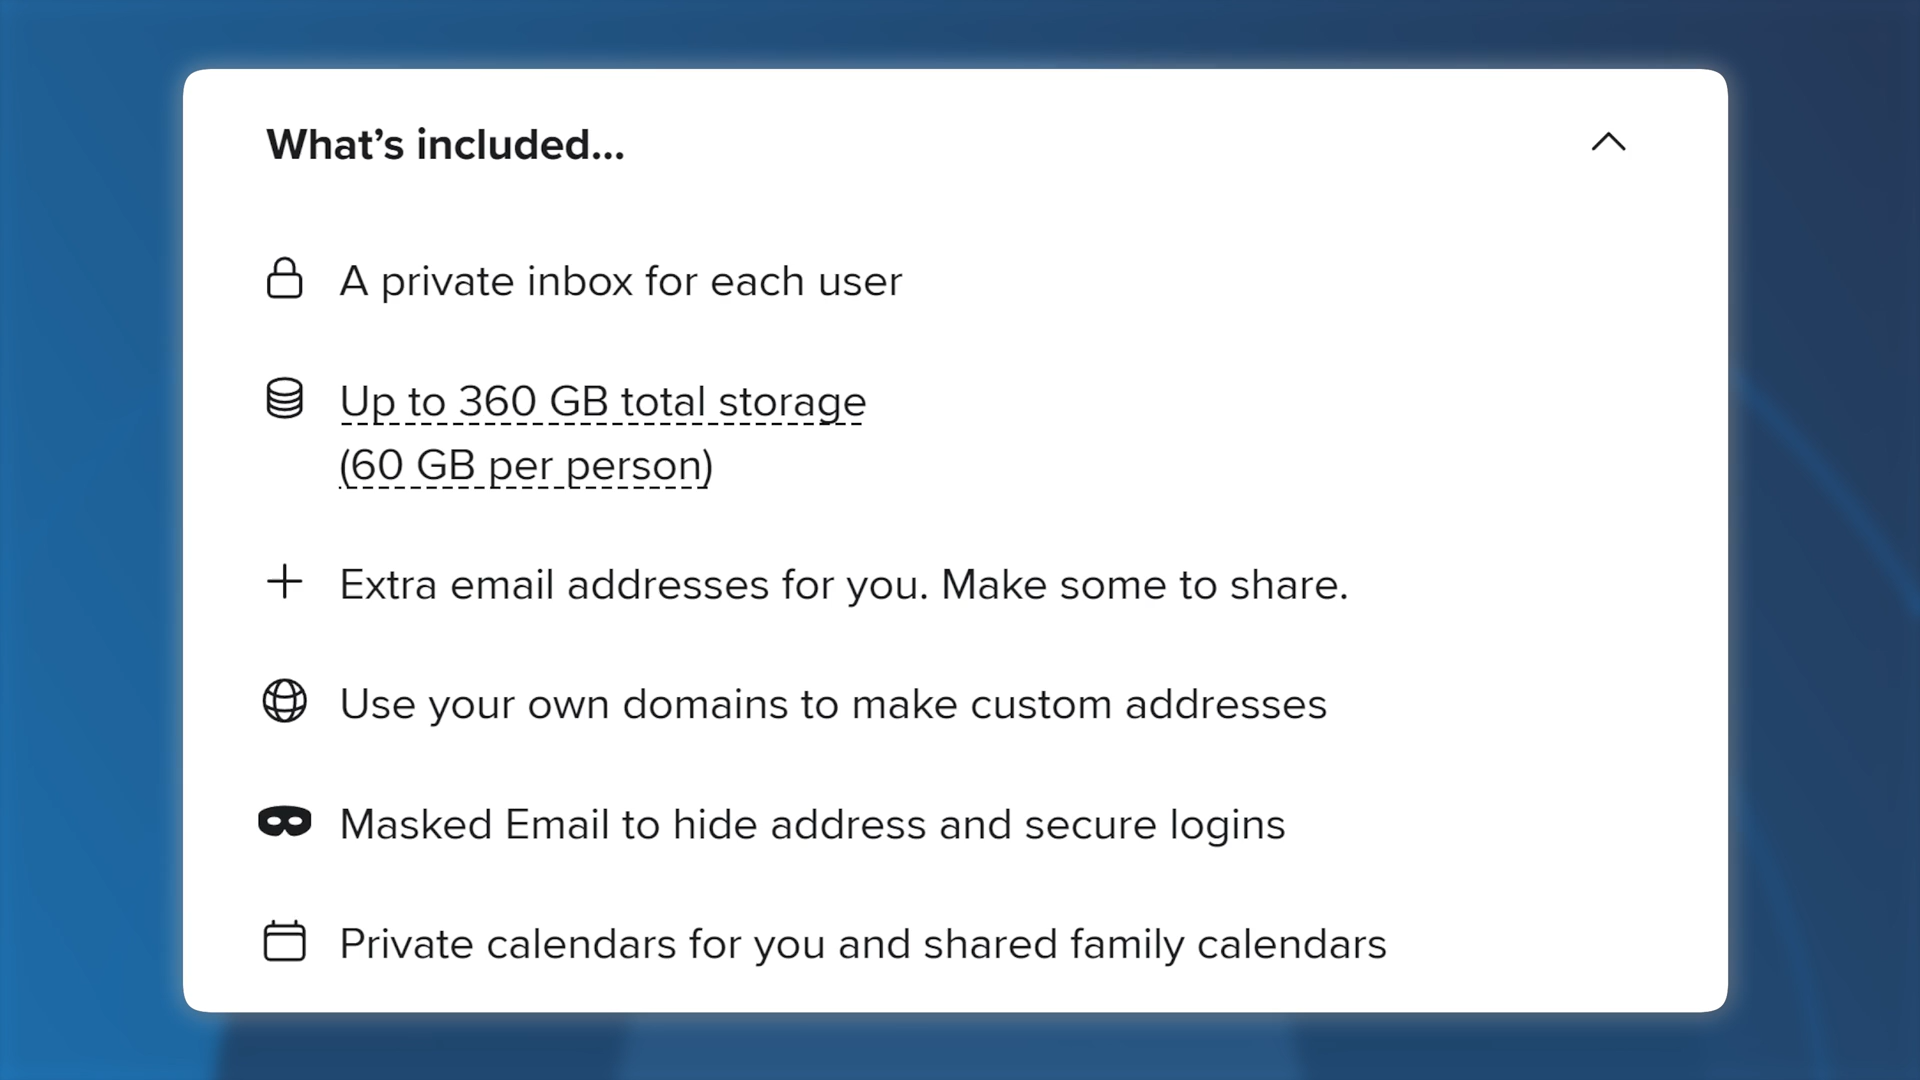 What’s included...
A private inbox for each user
Up to 360 GB total storage
(60 GB per person)
Extra email addresses for you. Make some to share.
Use your own domains to make custom addresses
Masked Email to hide address and secure logins
Private calendars for you and shared family calendars